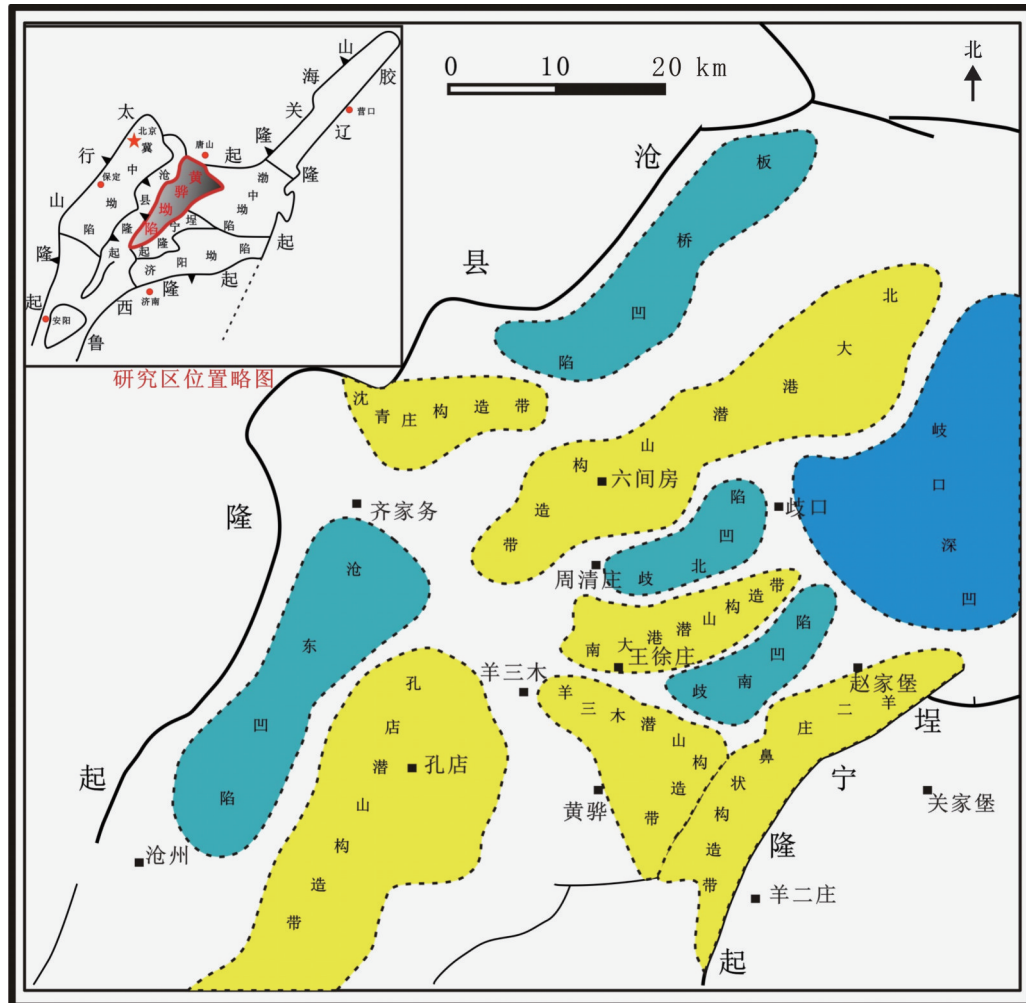 0 10 20 km
北
太行山隆起
山海关隆起
胶辽隆起
鲁西隆起
北京
冀中坳陷
保定
沧县隆起
唐山
营口
黄骅坳陷
渤中坳陷
埕宁隆起
济阳坳陷
济南
安阳
研究区位置略图
沧县隆起
板桥凹陷
北大港潜山构造带
沈青庄构造带
歧口深凹
六间房
齐家务
歧口
周清庄
歧北凹陷
沧东凹陷
南大港潜山构造带
王徐庄
歧南凹陷
赵家堡
羊三木
羊三木潜山构造带
羊二庄鼻状构造带
孔店潜山构造带
孔店
黄骅
关家堡
埕宁隆起
沧州
羊二庄